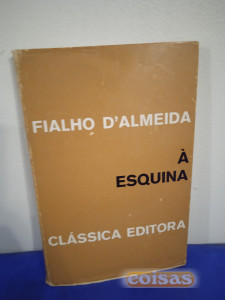 FIALHO D'ALMEIDA
À
ESQUINA
CLÁSSICA EDITORA
coisas